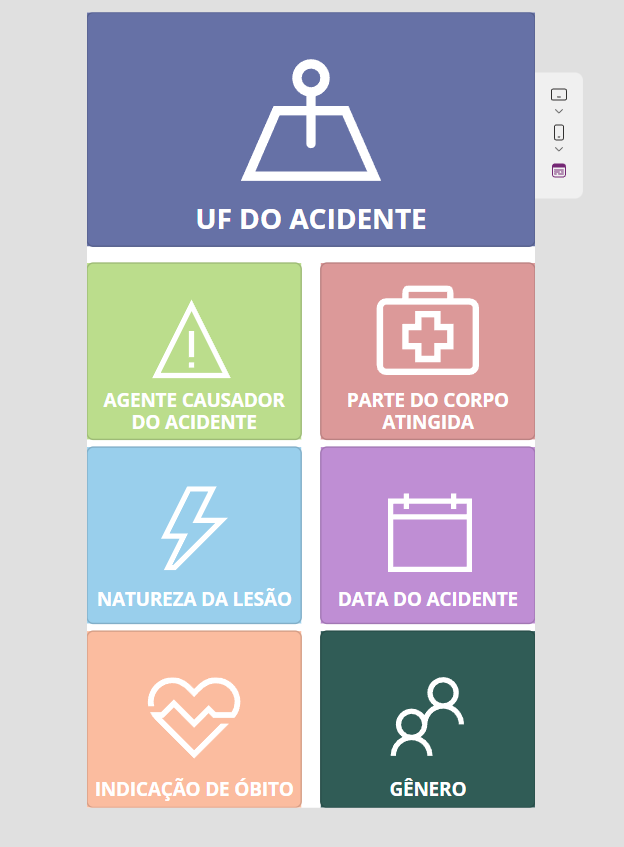 UF DO ACIDENTE
AGENTE CAUSADOR
DO ACIDENTE
PARTE DO CORPO
ATINGIDA
NATUREZA DA LESÃO
DATA DO ACIDENTE
INDICAÇÃO DE ÓBITO
GÊNERO